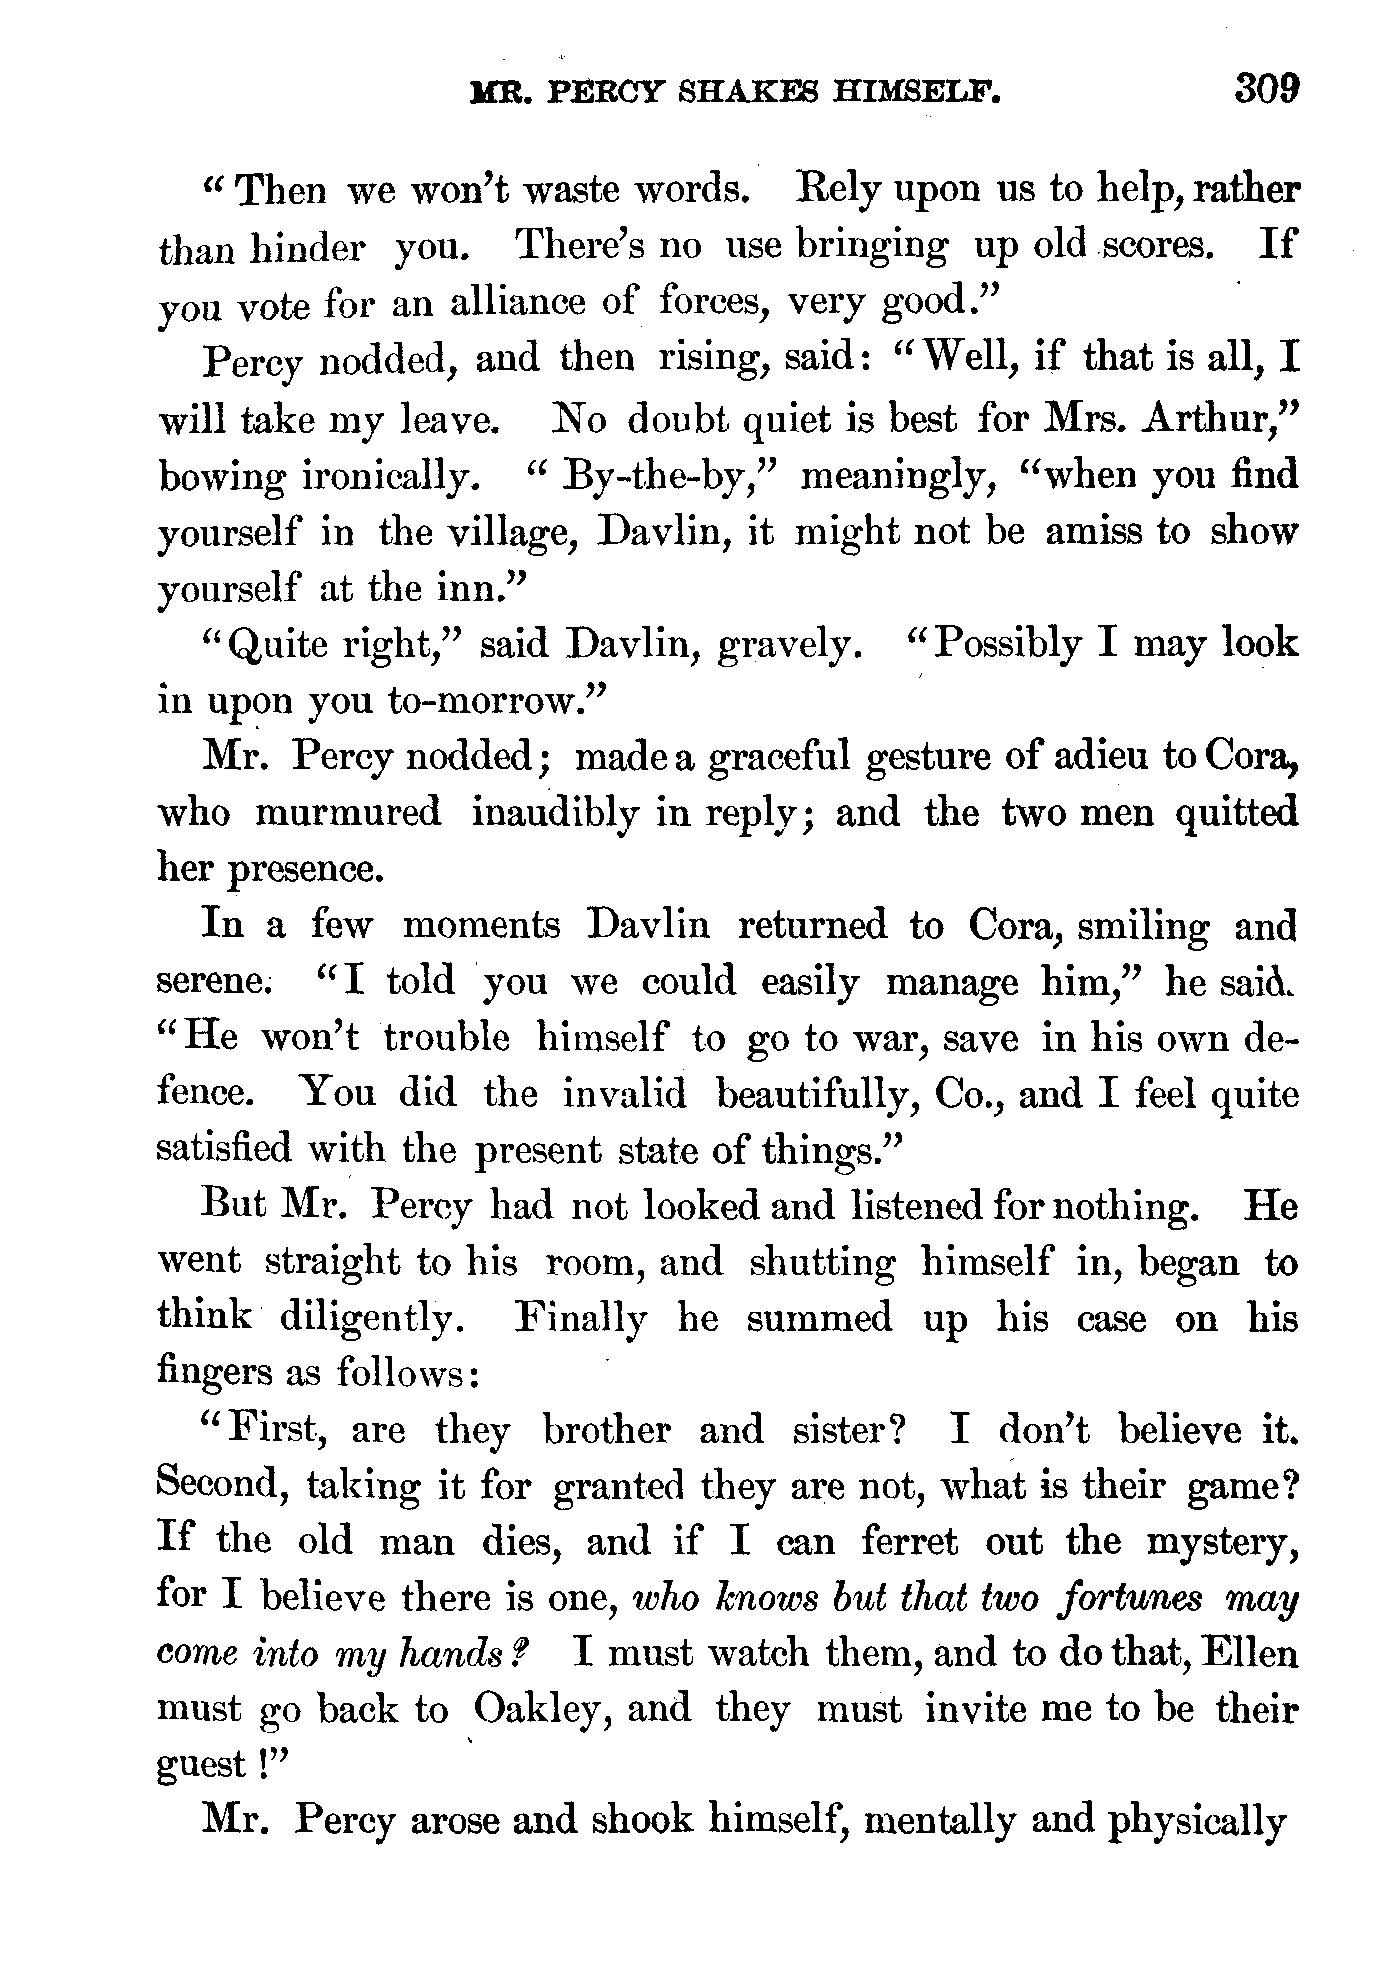 MR. PERCY SHAKES HIMSELF. 309
"Then we won't waste words. Rely upon us to help, rather
than hinder you. There's no use bringing up old scores. If
you vote for an alliance of forces, very good."
Percy nodded, and then rising, said: "Well, if that is all, I
will take my leave. No doubt quiet is best for Mrs. Arthur,"
bowing ironically. "By-the-by," meaningly, "when you find
yourself in the village, Davlin, it might not be amiss to show
yourself at the inn."
"Quite right," said Davlin, gravely. "Possibly I may look
in upon you to-morrow."
Mr. Percy nodded; made a graceful gesture of adieu to Cora,
who murmured inaudibly in reply; and the two men quitted
her presence.
In a few moments Davlin returned to Cora, smiling and
serene. "I told you we could easily manage him," he said.
"He won't trouble himself to go to war, save in his own de-
fence. You did the invalid beautifully, Co., and I feel quite
satisfied with the present state of things."
But Mr. Percy had not looked and listened for nothing. He
went straight to his room, and shutting himself in, began to
think diligently. Finally he summed up his case on his
fingers as follows:
"First, are they brother and sister? I don't believe it.
Second, taking it for granted they are not, what is their game?
If the old man dies, and if I can ferret out the mystery,
for I believe there is one, who knows but that two fortunes may
come into my hands? I must watch them, and to do that, Ellen
must go back to Oakley, and they must invite me to be their
guest!"
Mr. Percy arose and shook himself, mentally and physically